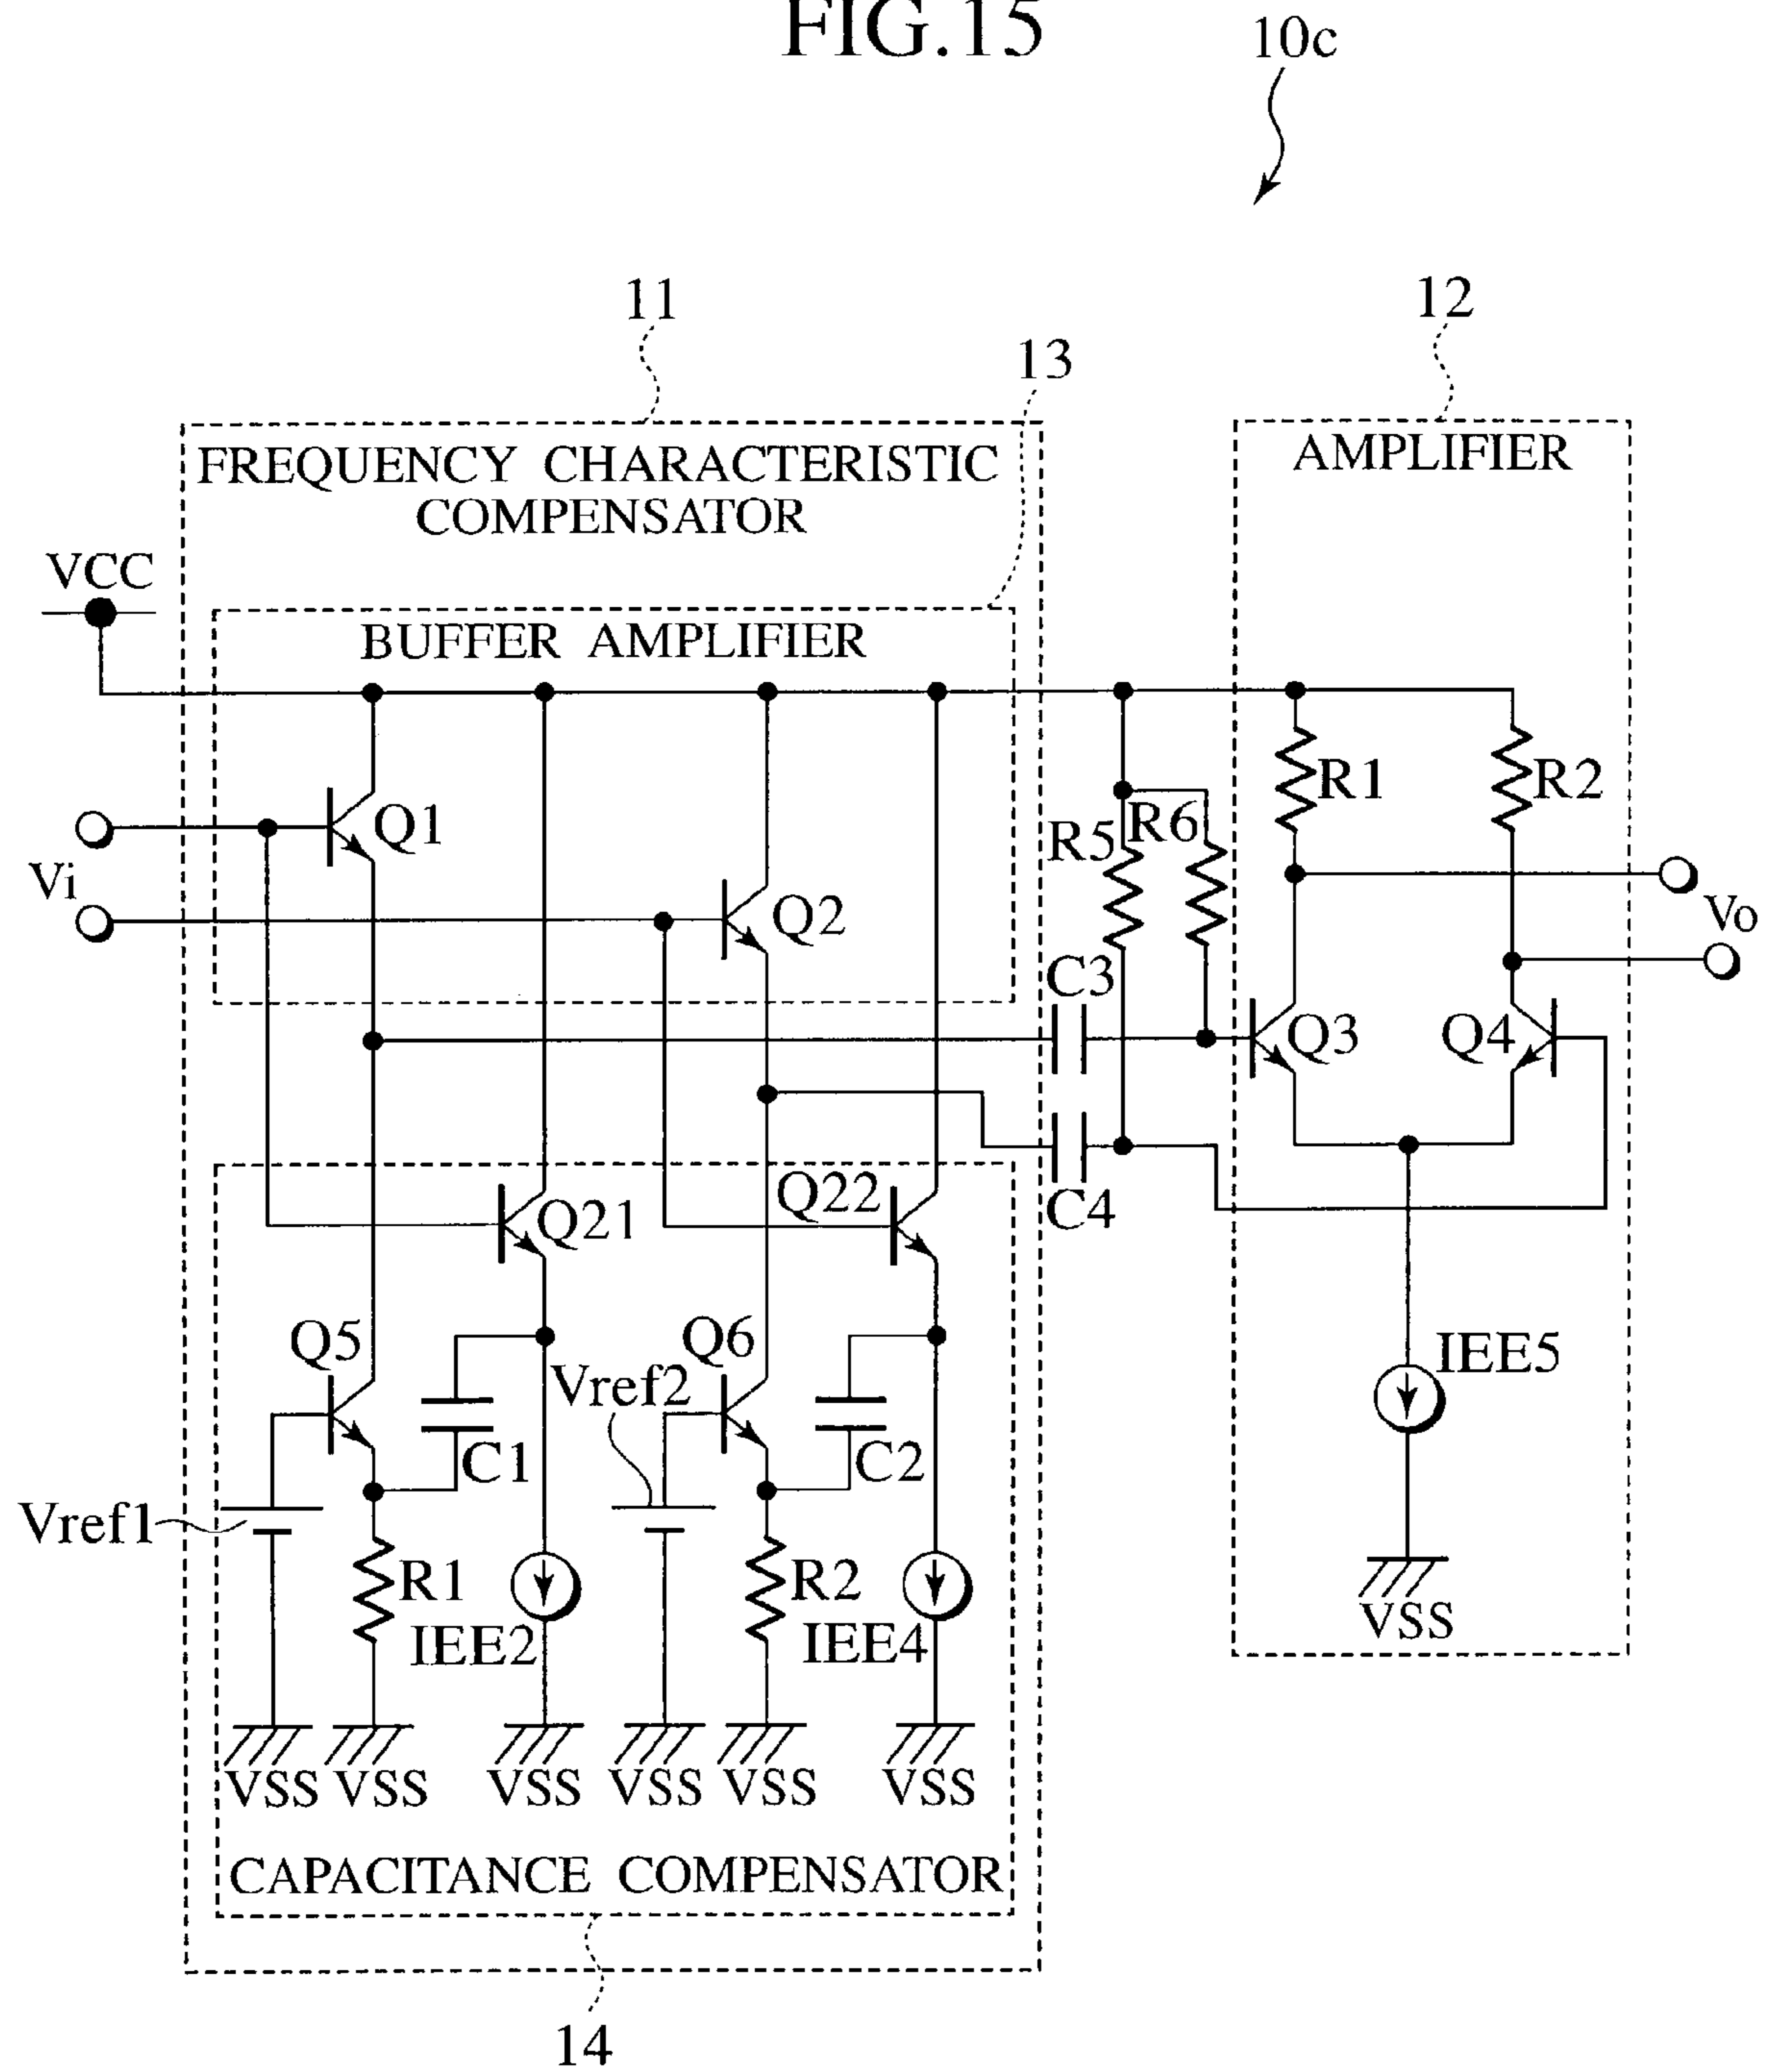 FIG.15
10c
11
12
13
FREQUENCY CHARACTERISTIC
COMPENSATOR
AMPLIFIER
VCC
BUFFER AMPLIFIER
R1
R2
Q1
R5
R6
Vi
Q2
Vo
C3
Q3
Q4
Q21
Q22
C4
Q5
Q6
IEE5
Vref2
C1
C2
Vref1
R1
R2
IEE2
IEE4
VSS
VSS
VSS
VSS
VSS
VSS
VSS
CAPACITANCE COMPENSATOR
14